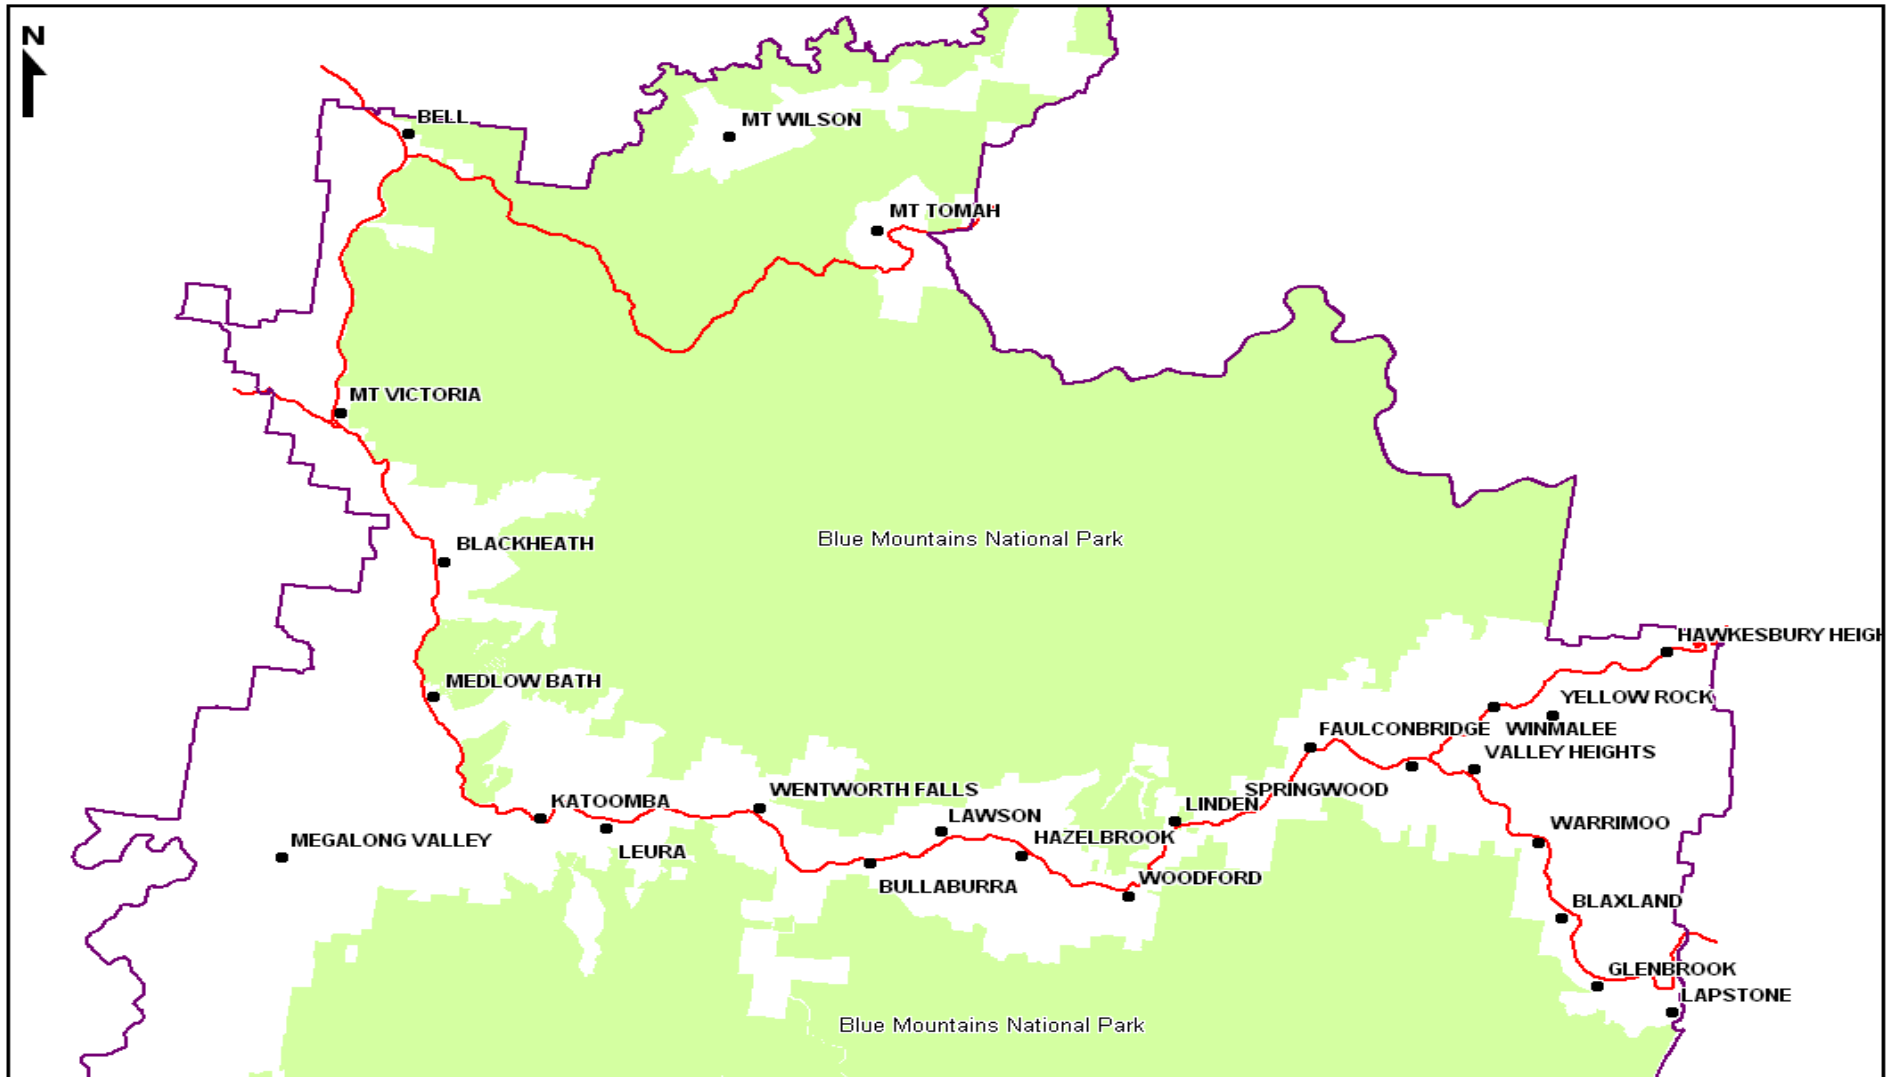 N
BELL
MT WILSON
MT TOMAH
MT VICTORIA
Blue Mountains National Park
BLACKHEATH
HAWKESBURY HEIGH
MEDLOW BATH
YELLOW ROCK
FAULCONBRIDGE
WINMALEE
VALLEY HEIGHTS
WENTWORTH FALLS
SPRINGWOOD
KATOOMBA
LINDEN
LAWSON
WARRIMOO
HAZELBROOK
MEGALONG VALLEY
LEURA
WOODFORD
BULLABURRA
BLAXLAND
GLENBROOK
LAPSTONE
Blue Mountains National Park